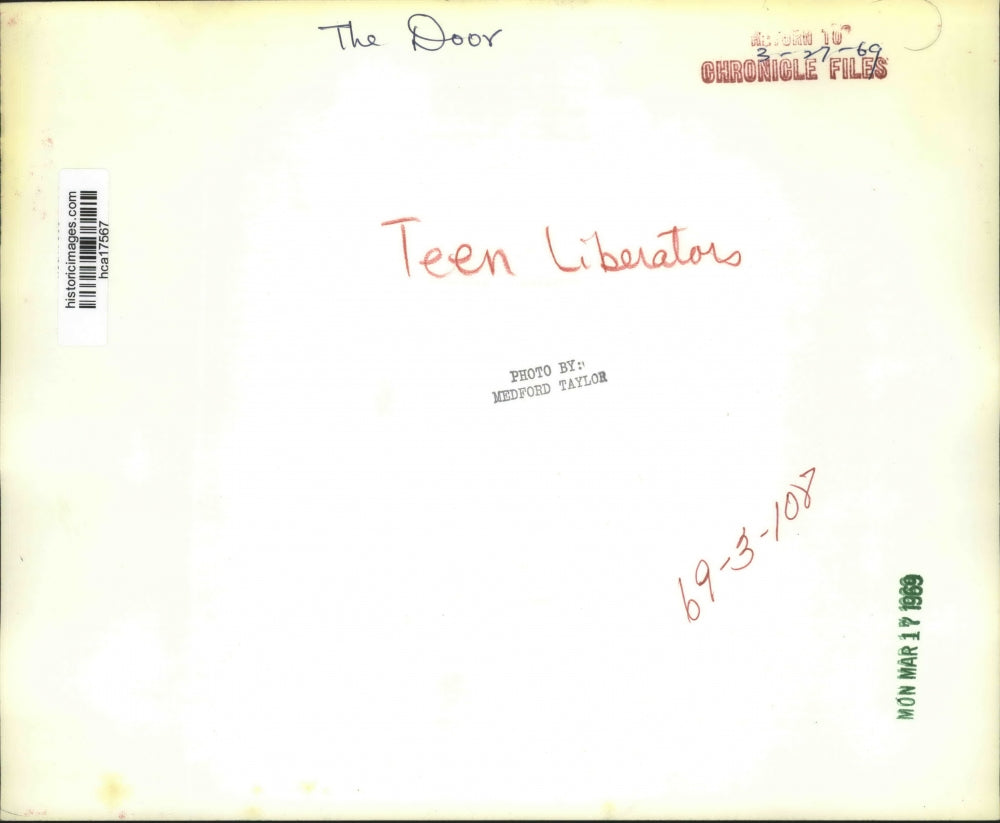 The Door
RETURN TO
3-27-69
CHRONICLE FILES
historicimages.com
hca17567
Teen Liberators
PHOTO BY:
MEDFORD TAYLOR
69-3-108
MON MAR 17 1969